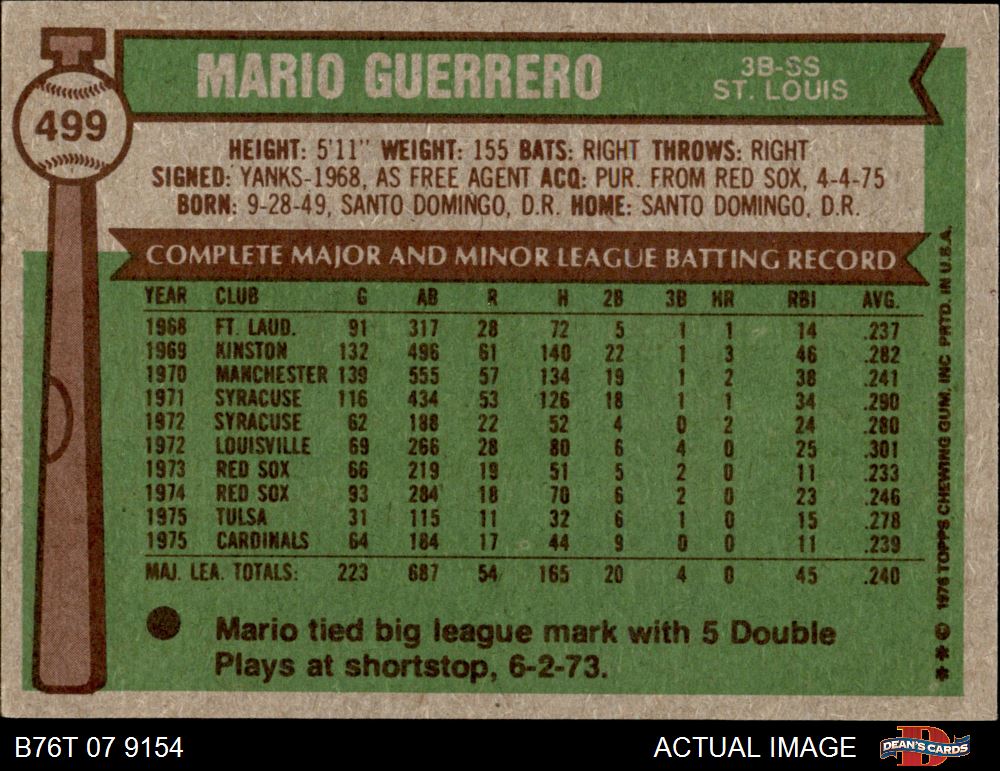 499
MARIO GUERRERO
3B-SS
ST. LOUIS
HEIGHT: 5'11" WEIGHT: 155 BATS: RIGHT THROWS: RIGHT
SIGNED: YANKS-1968, AS FREE AGENT ACQ: PUR. FROM RED SOX, 4-4-75
BORN: 9-28-49, SANTO DOMINGO, D.R. HOME: SANTO DOMINGO, D.R.
COMPLETE MAJOR AND MINOR LEAGUE BATTING RECORD
YEAR CLUB G AB R H 2B 3B HR RBI AVG.
1968 FT. LAUD. 91 317 28 72 5 1 1 14 .237
1969 KINSTON 132 496 61 140 22 1 3 46 .282
1970 MANCHESTER 139 555 57 134 19 1 2 38 .241
1971 SYRACUSE 116 434 53 126 18 1 1 34 .290
1972 SYRACUSE 62 188 22 52 4 0 2 24 .280
1972 LOUISVILLE 69 266 28 80 6 4 0 25 .301
1973 RED SOX 66 219 19 51 5 2 0 11 .233
1974 RED SOX 93 284 18 70 6 2 0 23 .246
1975 TULSA 31 115 11 32 6 1 0 15 .278
1975 CARDINALS 64 184 17 44 9 0 0 11 .239
MAJ. LEA. TOTALS: 223 687 54 165 20 4 0 45 .240
Mario tied big league mark with 5 Double
Plays at shortstop, 6-2-73.
* * © 1976 TOPPS CHEWING GUM, INC PRTD. IN U.S.A.
B76T 07 9154
ACTUAL IMAGE
DEAN'S CARDS